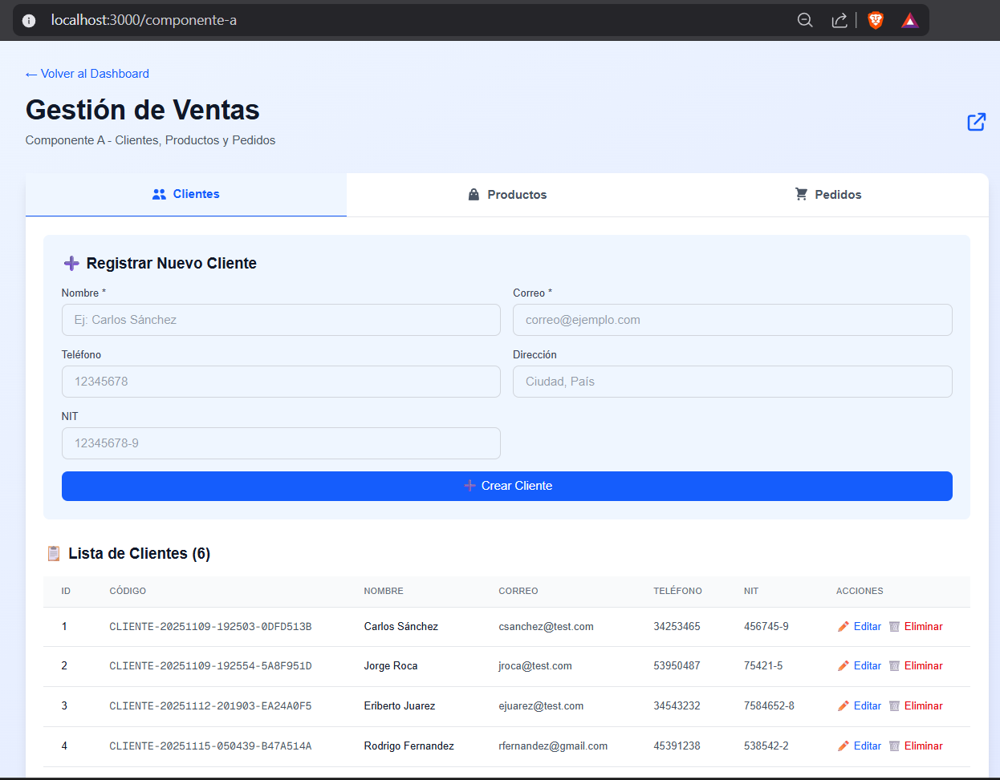 localhost:3000/componente-a
← Volver al Dashboard
Gestión de Ventas
Componente A - Clientes, Productos y Pedidos
Clientes Productos Pedidos
Registrar Nuevo Cliente
Nombre * Correo *
Ej: Carlos Sánchez correo@ejemplo.com
Teléfono Dirección
12345678 Ciudad, País
NIT
12345678-9
Crear Cliente
Lista de Clientes (6)
ID CÓDIGO NOMBRE CORREO TELÉFONO NIT ACCIONES
1 CLIENTE-20251109-192503-0DFD513B Carlos Sánchez csanchez@test.com 34253465 456745-9 Editar Eliminar
2 CLIENTE-20251109-192554-5A8F951D Jorge Roca jroca@test.com 53950487 75421-5 Editar Eliminar
3 CLIENTE-20251112-201903-EA24A0F5 Eriberto Juarez ejuarez@test.com 34543232 7584652-8 Editar Eliminar
4 CLIENTE-20251115-050439-B47A514A Rodrigo Fernandez rfernandez@gmail.com 45391238 538542-2 Editar Eliminar